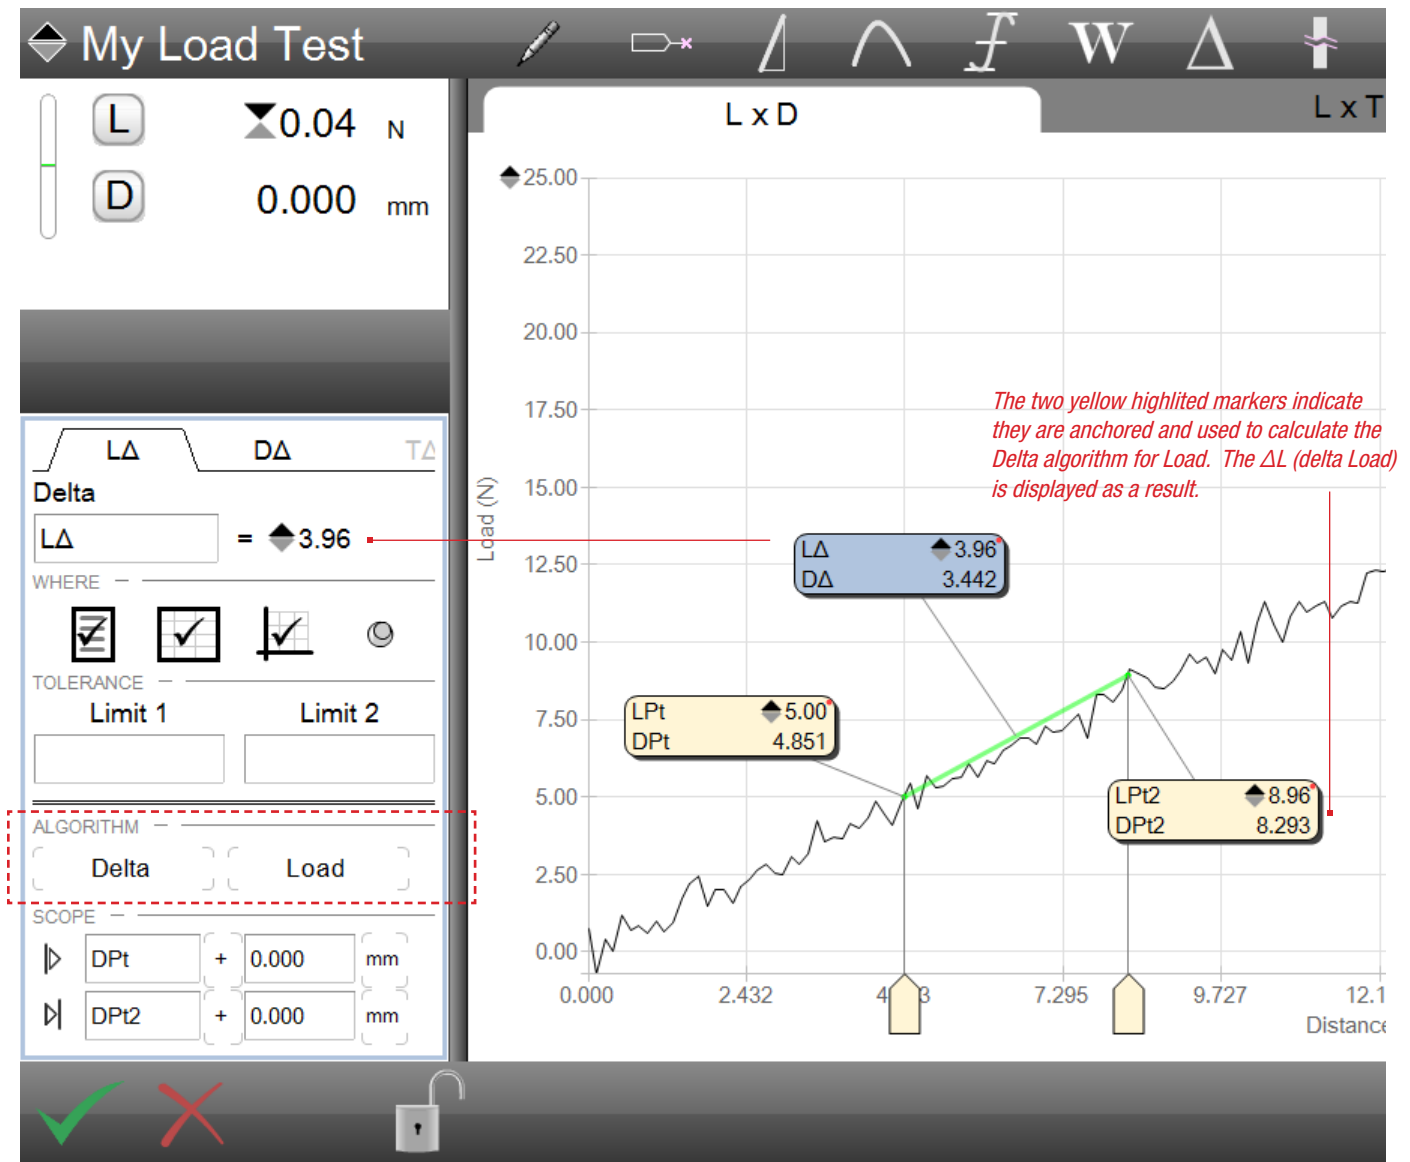 My Load Test
W Δ
L 0.04 N
D 0.000 mm
L x D
L x T
LΔ DΔ TΔ
Delta
LΔ = 3.96
WHERE
TOLERANCE
Limit 1 Limit 2
ALGORITHM
Delta Load
SCOPE
DPt + 0.000 mm
DPt2 + 0.000 mm
25.00
22.50
20.00
17.50
15.00
12.50
10.00
7.50
5.00
2.50
0.00
Load (N)
The two yellow highlited markers indicate
they are anchored and used to calculate the
Delta algorithm for Load. The ΔL (delta Load)
is displayed as a result.
LΔ 3.96
DΔ 3.442
LPt 5.00
DPt 4.851
LPt2 8.96
DPt2 8.293
0.000 2.432 4 3 7.295 9.727 12.1
Distance